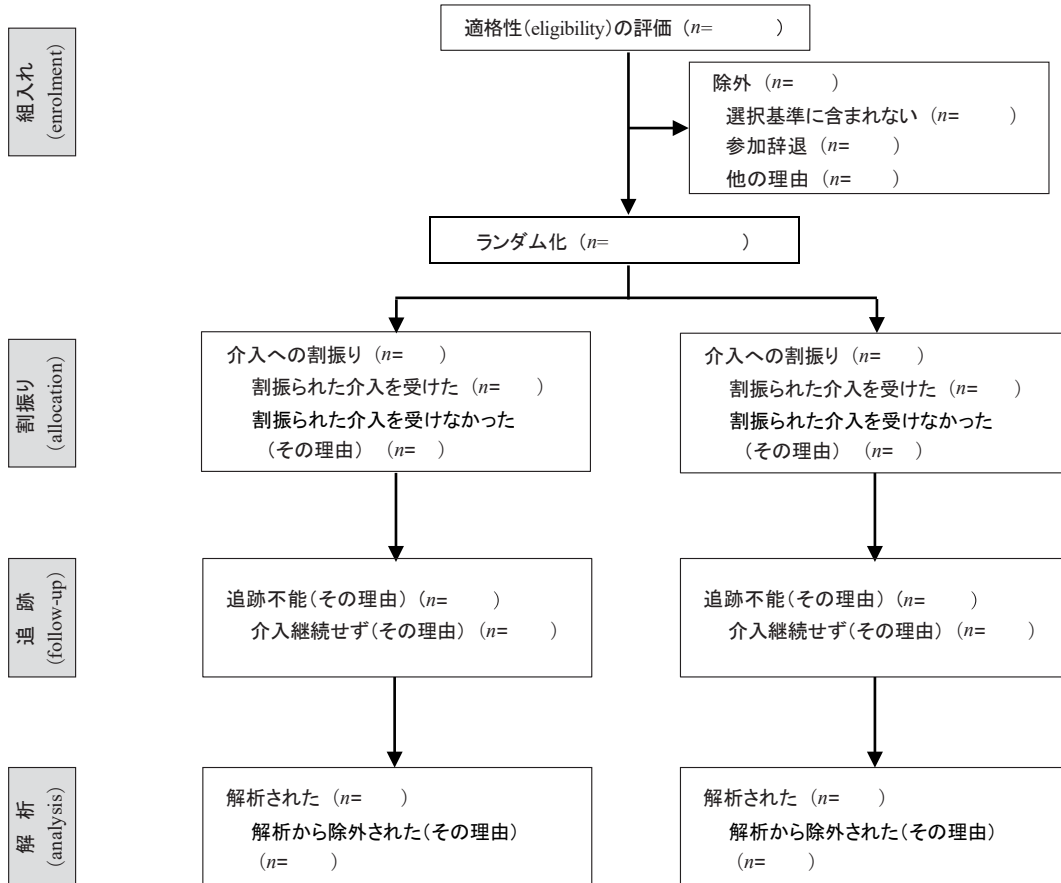 適格性(eligibility)の評価 (n= )
組入れ
(enrolment)
除外 (n= )
選択基準に含まれない (n= )
参加辞退 (n= )
他の理由 (n= )
ランダム化 (n= )
割振り
(allocation)
介入への割振り (n= )
割振られた介入を受けた (n= )
割振られた介入を受けなかった
(その理由) (n= )
介入への割振り (n= )
割振られた介入を受けた (n= )
割振られた介入を受けなかった
(その理由) (n= )
追 跡
(follow-up)
追跡不能(その理由) (n= )
介入継続せず(その理由) (n= )
追跡不能(その理由) (n= )
介入継続せず(その理由) (n= )
解 析
(analysis)
解析された (n= )
解析から除外された(その理由)
(n= )
解析された (n= )
解析から除外された(その理由)
(n= )